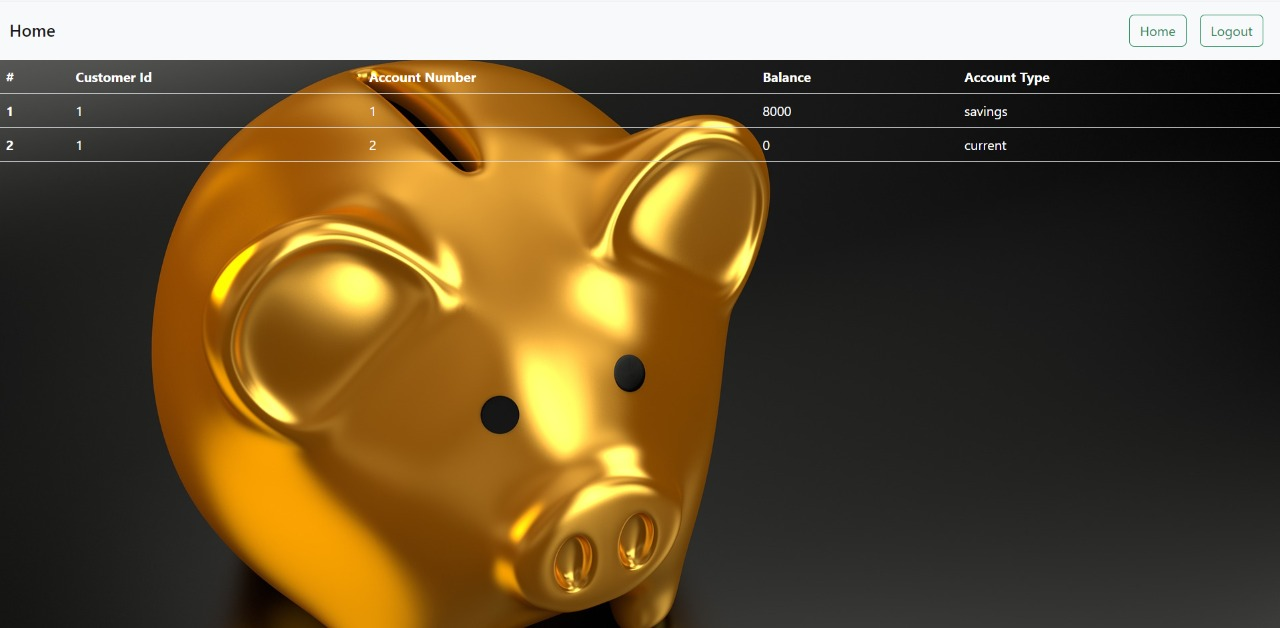 Home Home Logout
# Customer Id Account Number Balance Account Type
1 1 1 8000 savings
2 1 2 0 current